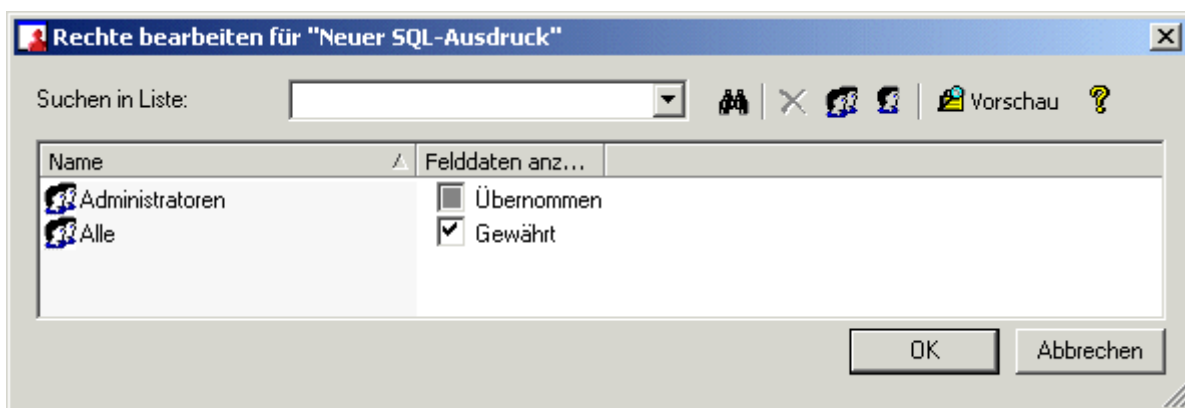 Rechte bearbeiten für "Neuer SQL-Ausdruck"
Suchen in Liste: Vorschau
Name Felddaten anz...
Administratoren Übernommen
Alle Gewährt
OK Abbrechen